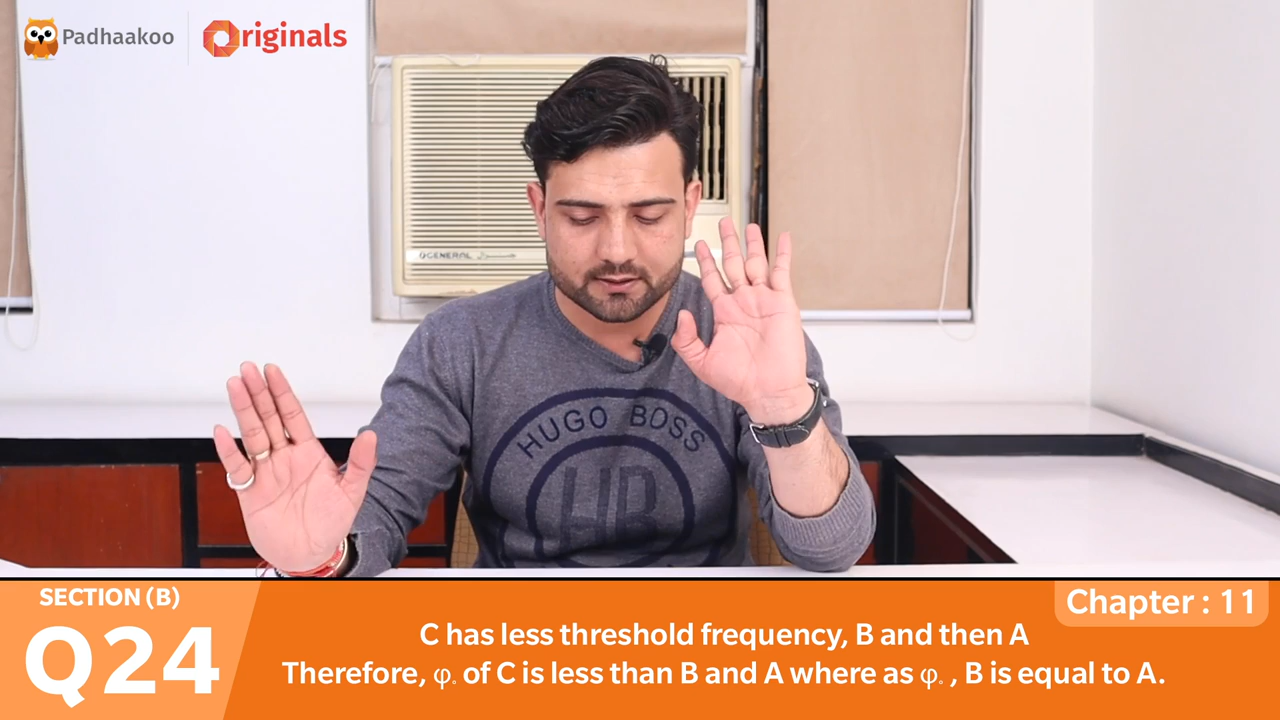 Padhaakoo
Originals
GENERAL
HUGO BOSS
HB
SECTION (B)
Q24
Chapter : 11
C has less threshold frequency, B and then A
Therefore, φ. of C is less than B and A where as φ. , B is equal to A.